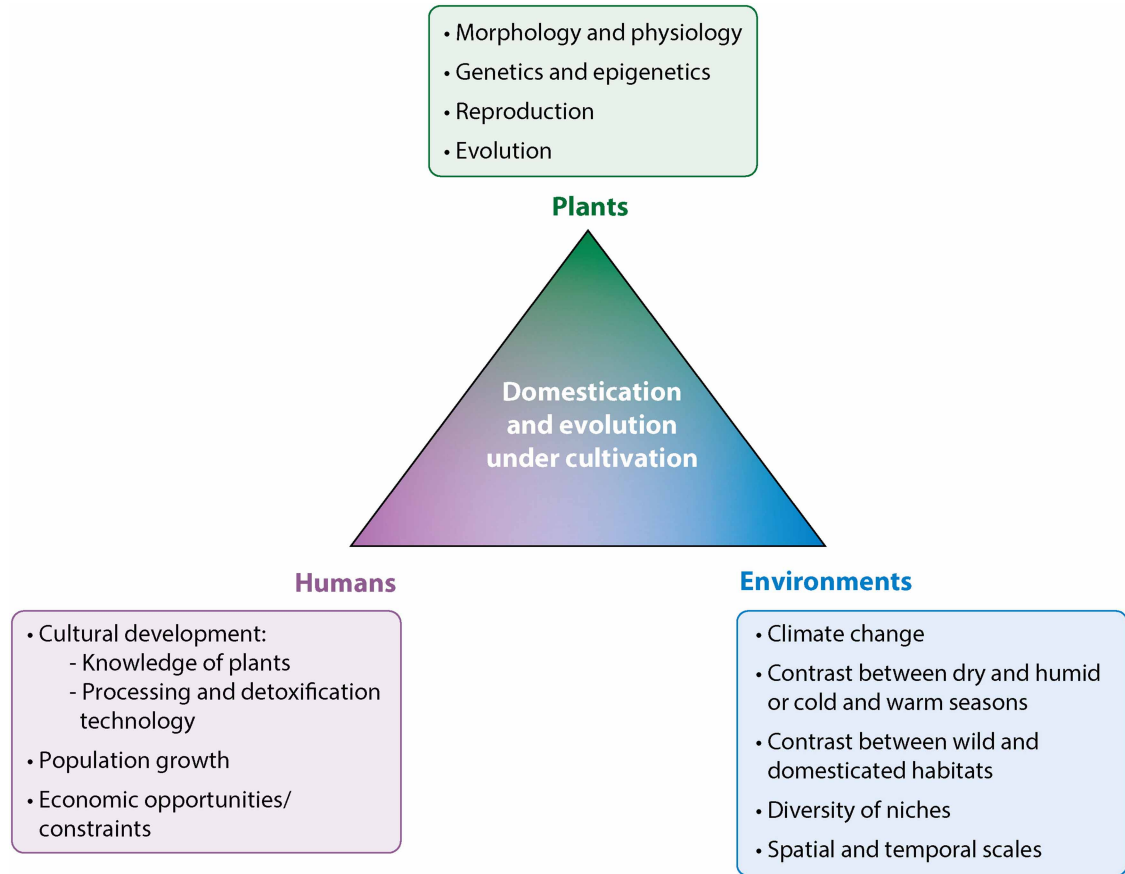 • Morphology and physiology
• Genetics and epigenetics
• Reproduction
• Evolution
Plants
Domestication
and evolution
under cultivation
Humans
• Cultural development:
- Knowledge of plants
- Processing and detoxification
technology
• Population growth
• Economic opportunities/
constraints
Environments
• Climate change
• Contrast between dry and humid
or cold and warm seasons
• Contrast between wild and
domesticated habitats
• Diversity of niches
• Spatial and temporal scales